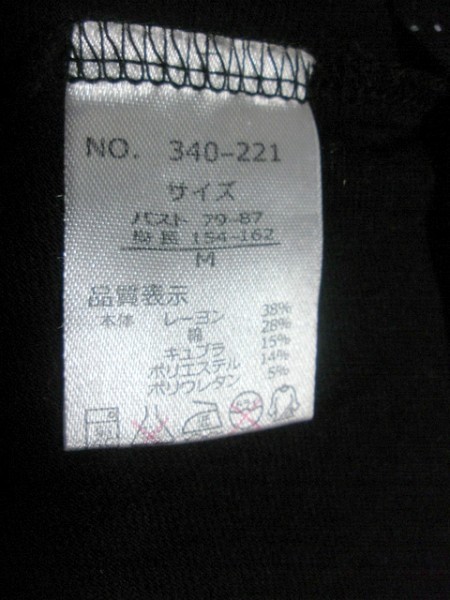 NO. 340-221
サイズ
バスト 79-87
身長 154-162
M
品質表示
本体 レーヨン 38%
綿 28%
キュプラ 15%
ポリエステル 14%
ポリウレタン 5%